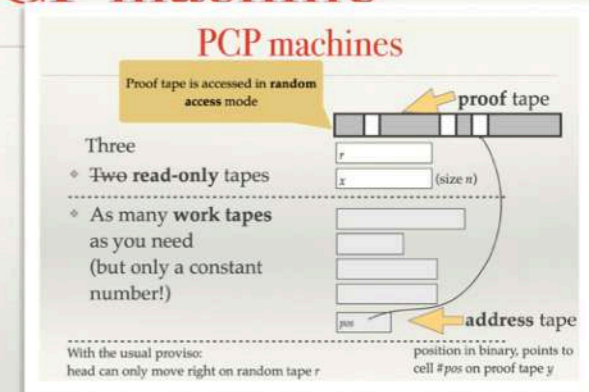 PCP machines
Proof tape is accessed in random
access mode
proof tape
Three
r
Two read-only tapes
x
(size n)
As many work tapes
as you need
(but only a constant
number!)
pos
address tape
With the usual proviso:
head can only move right on random tape r
position in binary, points to
cell #pos on proof tape y